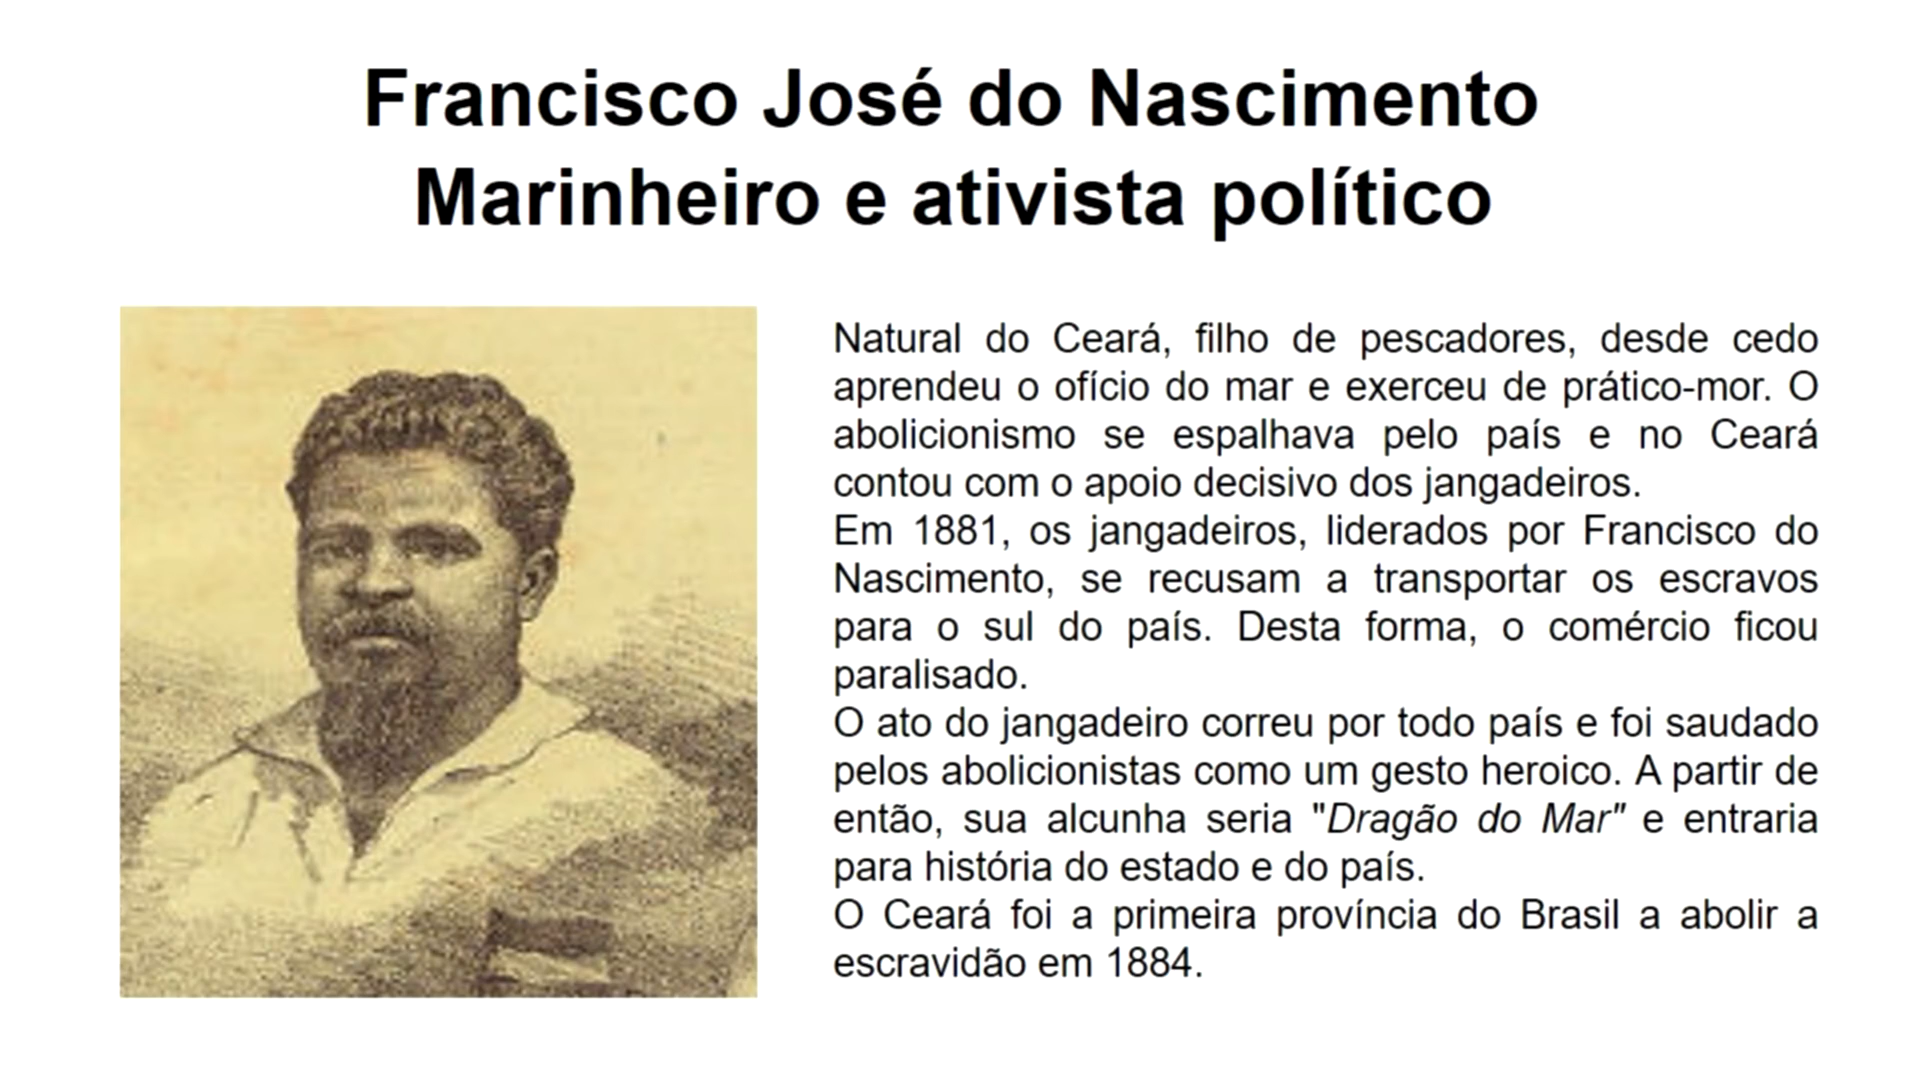 Francisco José do Nascimento
Marinheiro e ativista político
Natural do Ceará, filho de pescadores, desde cedo
aprendeu o ofício do mar e exerceu de prático-mor. O
abolicionismo se espalhava pelo país e no Ceará
contou com o apoio decisivo dos jangadeiros.
Em 1881, os jangadeiros, liderados por Francisco do
Nascimento, se recusam a transportar os escravos
para o sul do país. Desta forma, o comércio ficou
paralisado.
O ato do jangadeiro correu por todo país e foi saudado
pelos abolicionistas como um gesto heroico. A partir de
então, sua alcunha seria "Dragão do Mar" e entraria
para história do estado e do país.
O Ceará foi a primeira província do Brasil a abolir a
escravidão em 1884.